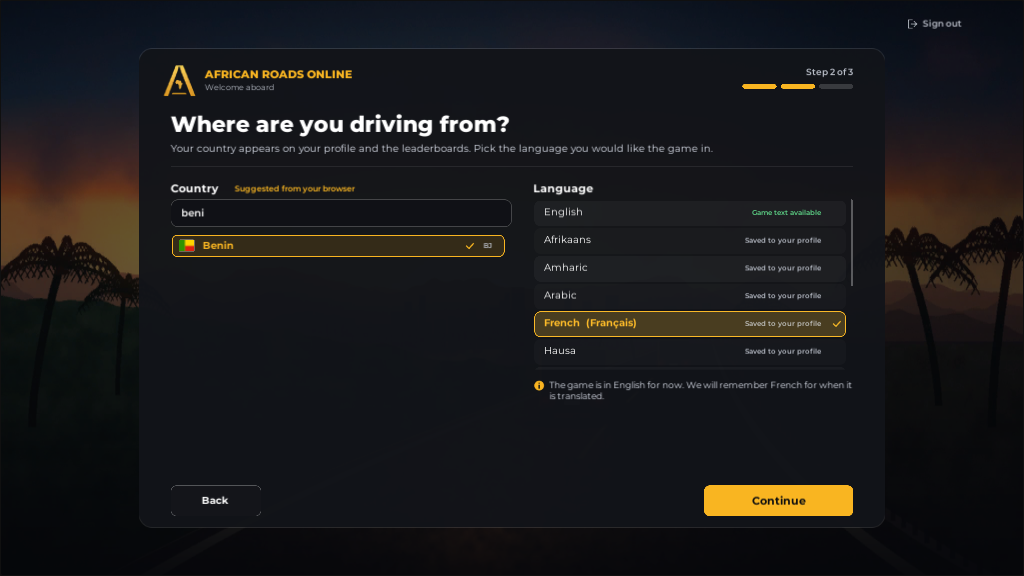 Sign out
AFRICAN ROADS ONLINE
Welcome aboard
Step 2 of 3
Where are you driving from?
Your country appears on your profile and the leaderboards. Pick the language you would like the game in.
Country Suggested from your browser
beni
Benin BJ
Language
English Game text available
Afrikaans Saved to your profile
Amharic Saved to your profile
Arabic Saved to your profile
French (Français) Saved to your profile
Hausa Saved to your profile
The game is in English for now. We will remember French for when it
is translated.
Back
Continue